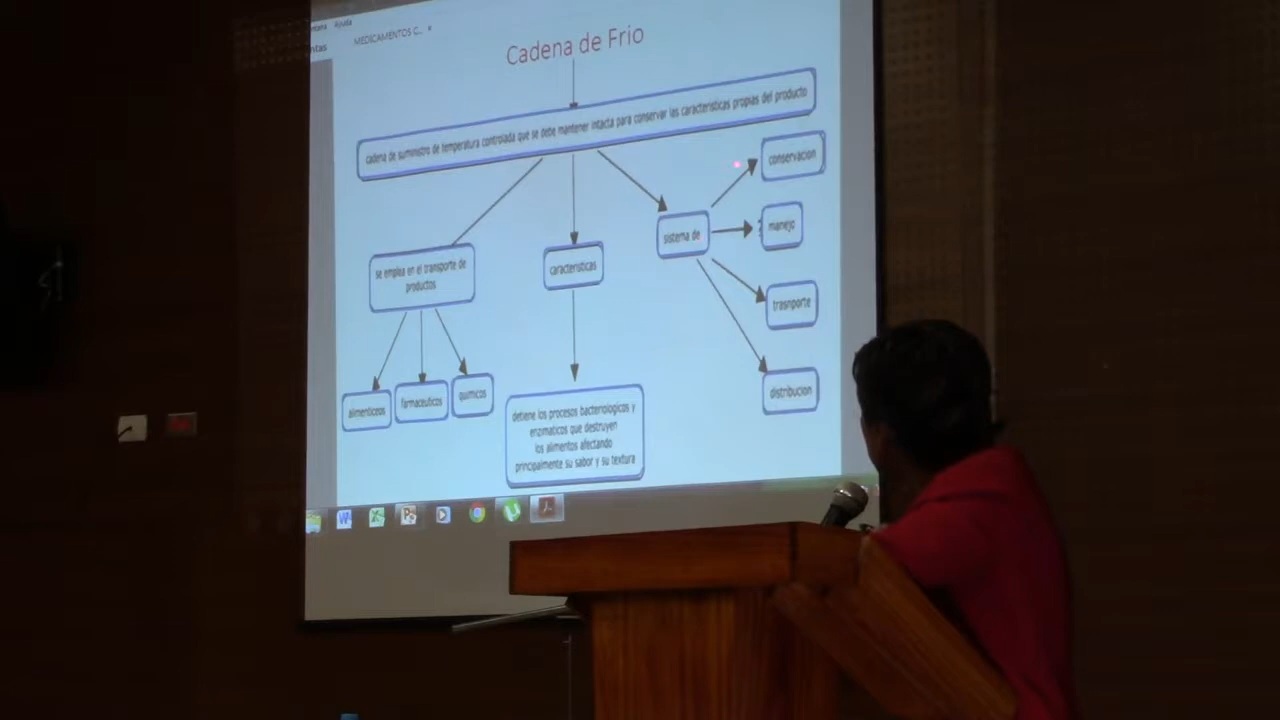 Ayuda
MEDICAMENTOS C...
Cadena de Frio
cadena de suministro de temperatura controlada que se debe mantener intacta para conservar las caracteristicas propias del producto
conservacion
se emplea en el transporte de
productos
caracteristicas
sistema de
manejo
trasnporte
distribucion
alimenticeos
farmaceuticos
quimicos
detiene los procesos bacteriologicos y
enzimaticos que destruyen
los alimentos afectando
principalmente su sabor y su textura